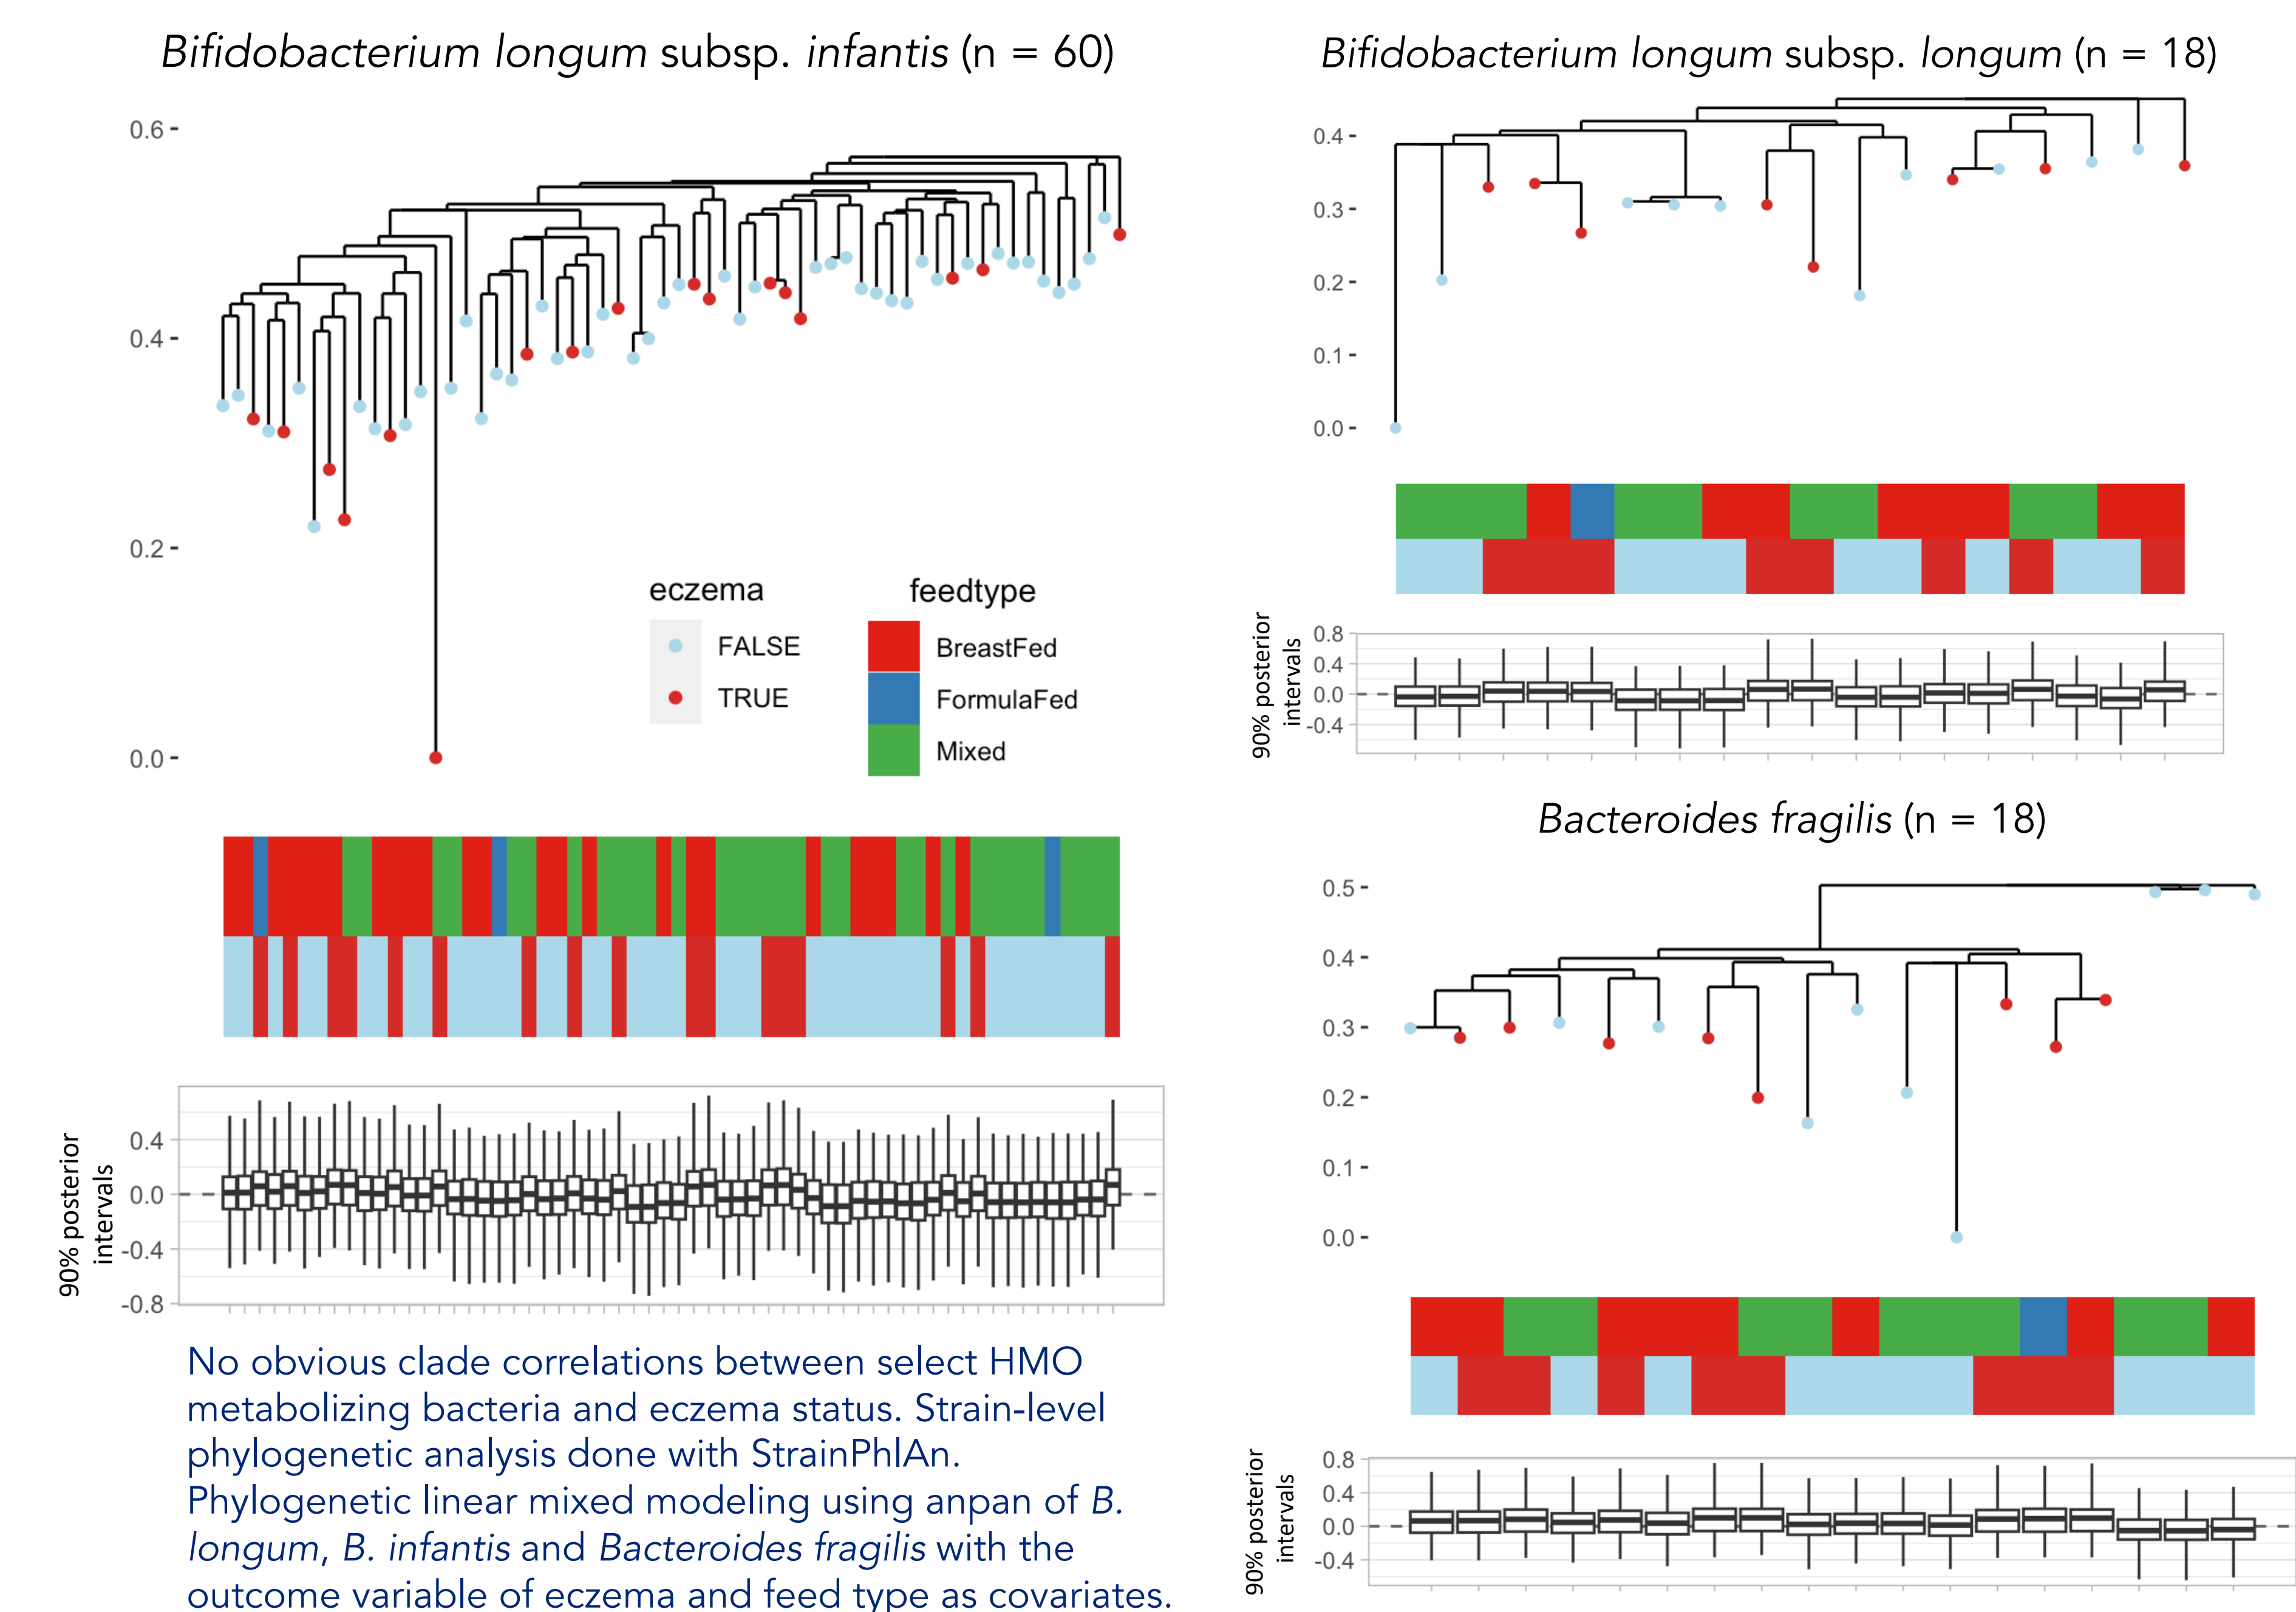 Bifidobacterium longum subsp. infantis (n = 60)
0.6
0.4
0.2
0.0
eczema
FALSE
TRUE
feedtype
BreastFed
FormulaFed
Mixed
90% posterior
intervals
0.4
0.0
-0.4
-0.8
No obvious clade correlations between select HMO
metabolizing bacteria and eczema status. Strain-level
phylogenetic analysis done with StrainPhlAn.
Phylogenetic linear mixed modeling using anpan of B.
longum, B. infantis and Bacteroides fragilis with the
outcome variable of eczema and feed type as covariates.
Bifidobacterium longum subsp. longum (n = 18)
0.4
0.3
0.2
0.1
0.0
90% posterior
intervals
0.8
0.4
0.0
-0.4
Bacteroides fragilis (n = 18)
0.5
0.4
0.3
0.2
0.1
0.0
90% posterior
intervals
0.8
0.4
0.0
-0.4